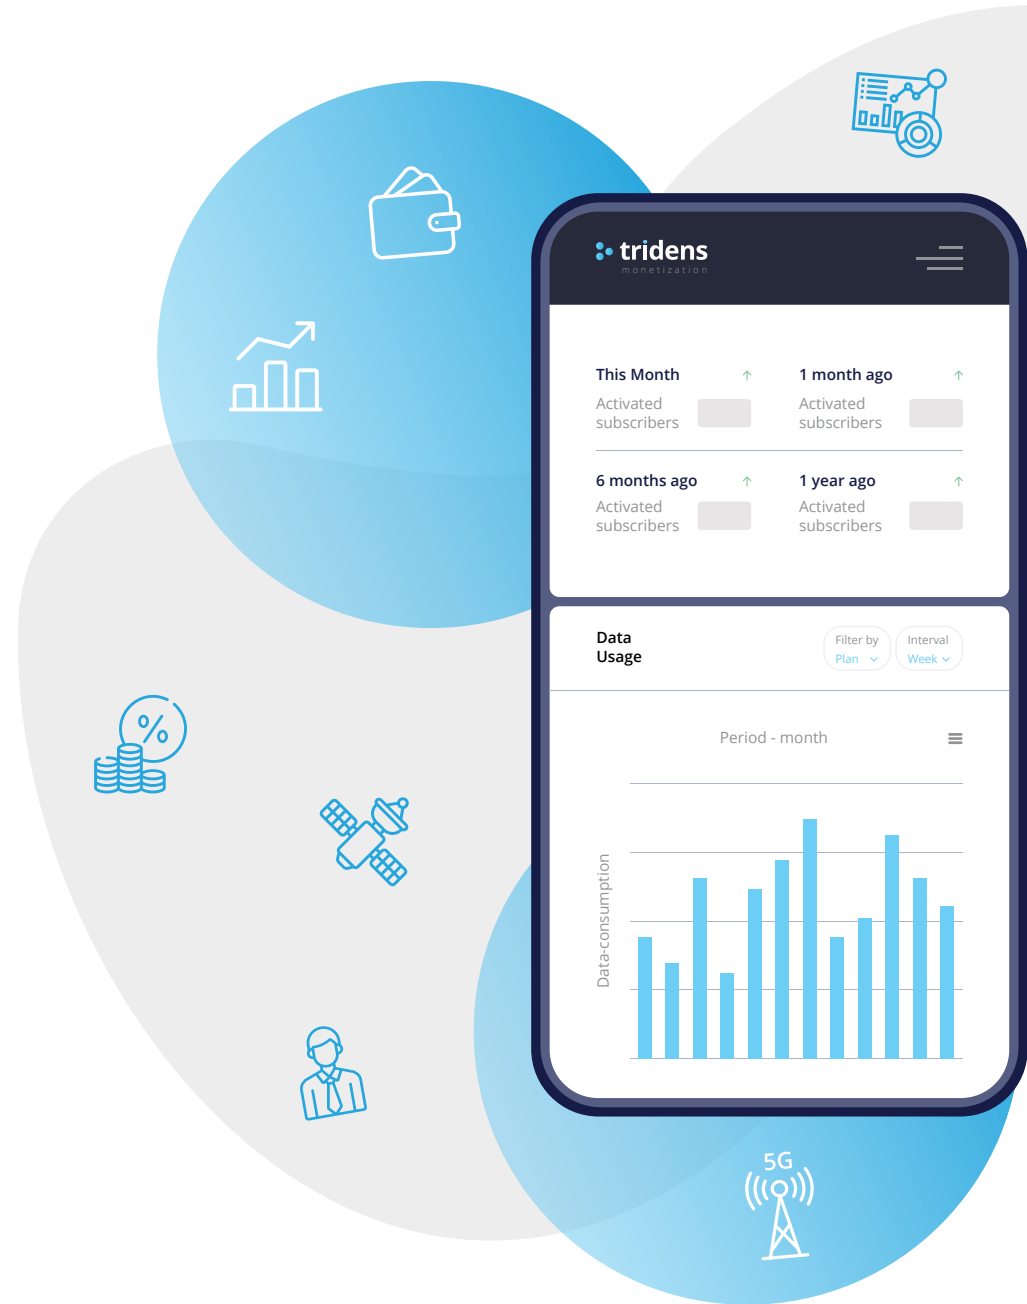 tridens
monetization
This Month
Activated
subscribers
1 month ago
Activated
subscribers
6 months ago
Activated
subscribers
1 year ago
Activated
subscribers
Data
Usage
Filter by
Plan
Interval
Week
Period - month
Data-consumption
5G